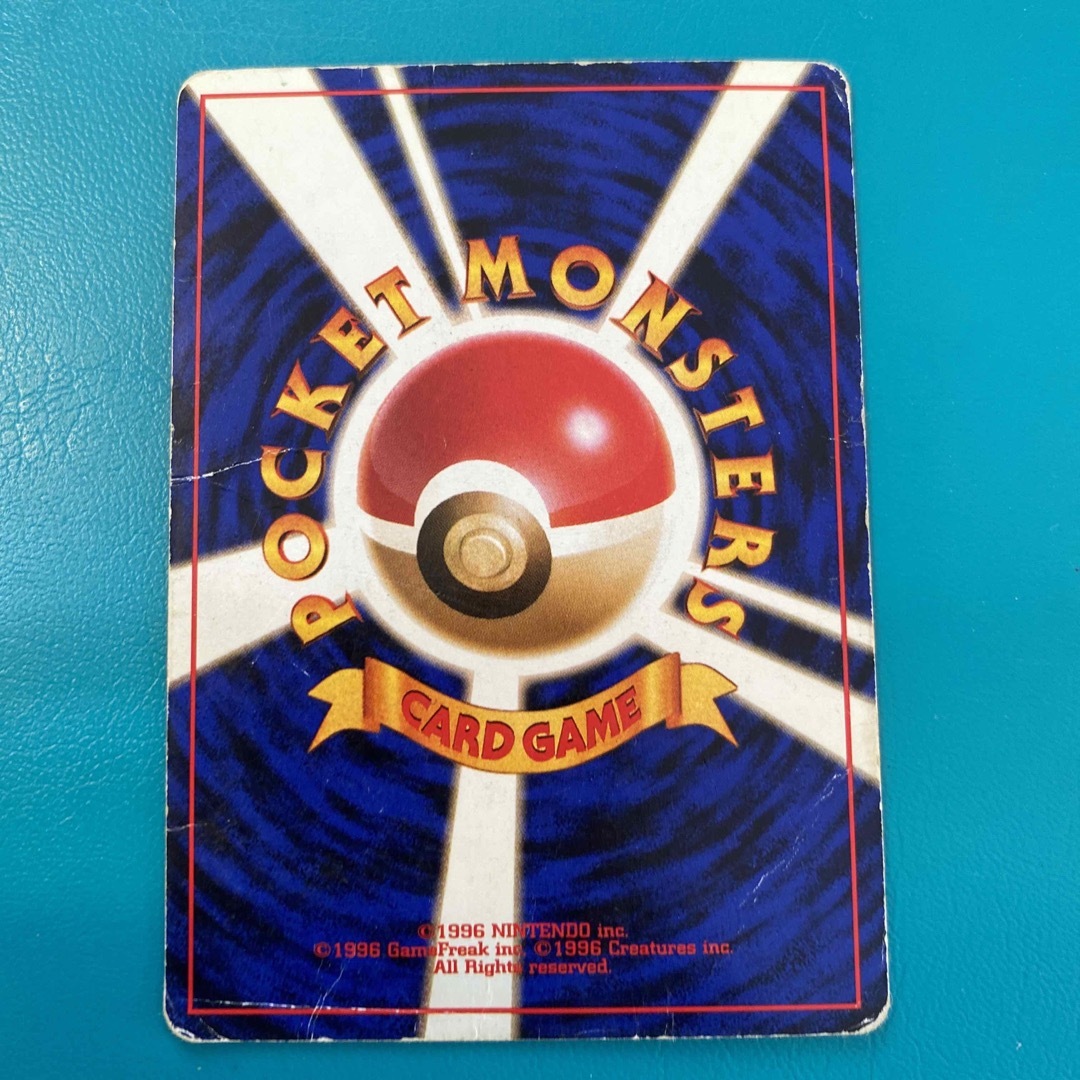 POCKET MONSTERS
CARD GAME
©1996 NINTENDO inc.
©1996 GameFreak inc. ©1996 Creatures inc.
All Rights reserved.